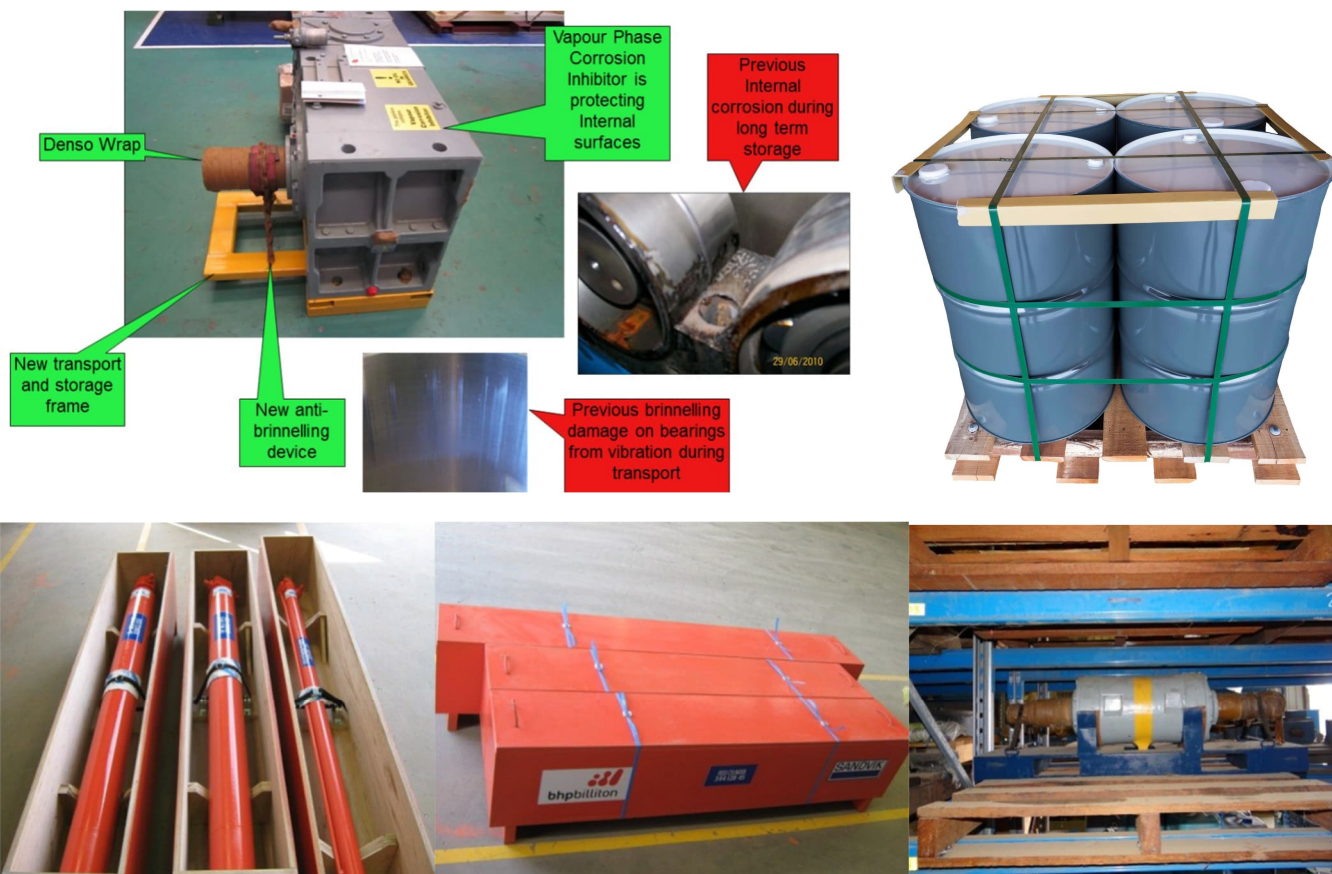 Vapour Phase
Corrosion
Inhibitor is
protecting
Internal
surfaces
Previous
Internal
corrosion during
long term
storage
Denso Wrap
29/06/2010
New transport
and storage
frame
New anti-
brinnelling
device
Previous brinnelling
damage on bearings
from vibration during
transport
bhpbilliton
SANDVIK